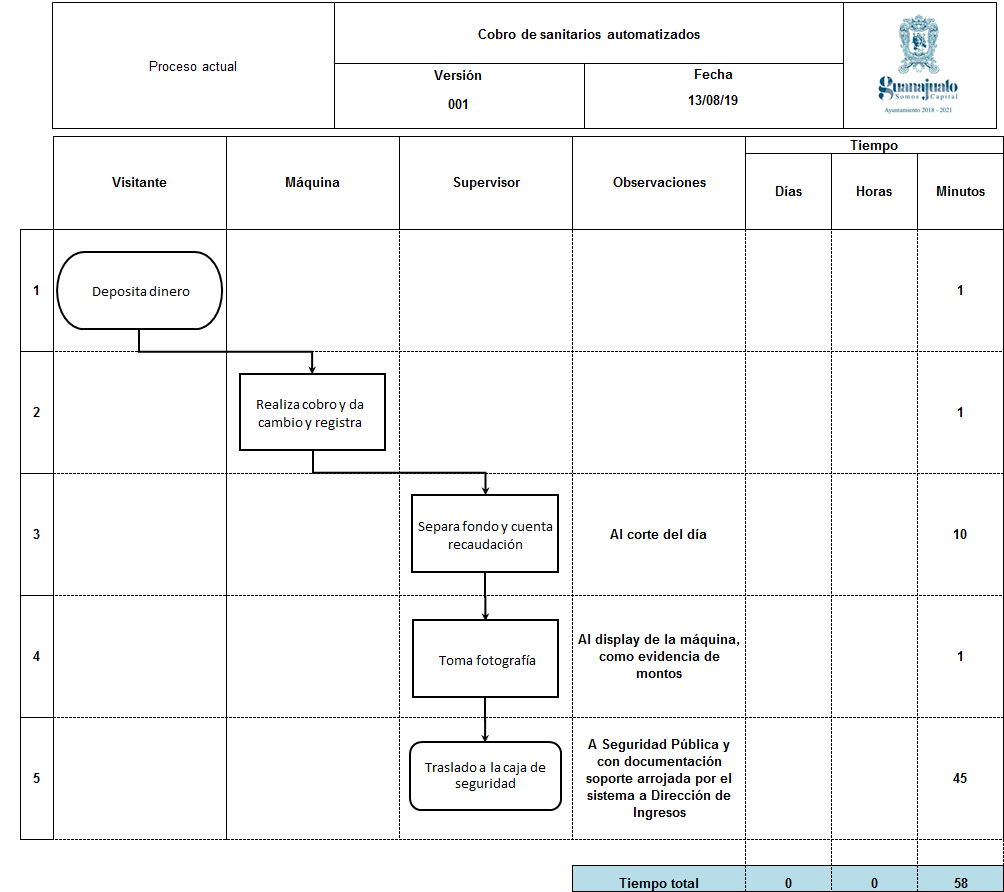 Proceso actual
Cobro de sanitarios automatizados
Versión
001
Fecha
13/08/19
Guanajuato
Somos Capital
Ayuntamiento 2018 - 2021
Visitante
Máquina
Supervisor
Observaciones
Tiempo
Días
Horas
Minutos
1
Deposita dinero
1
2
Realiza cobro y da
cambio y registra
1
3
Separa fondo y cuenta
recaudación
Al corte del día
10
4
Toma fotografía
Al display de la máquina,
como evidencia de
montos
1
5
Traslado a la caja de
seguridad
A Seguridad Pública y
con documentación
soporte arrojada por el
sistema a Dirección de
Ingresos
45
Tiempo total
0
0
58